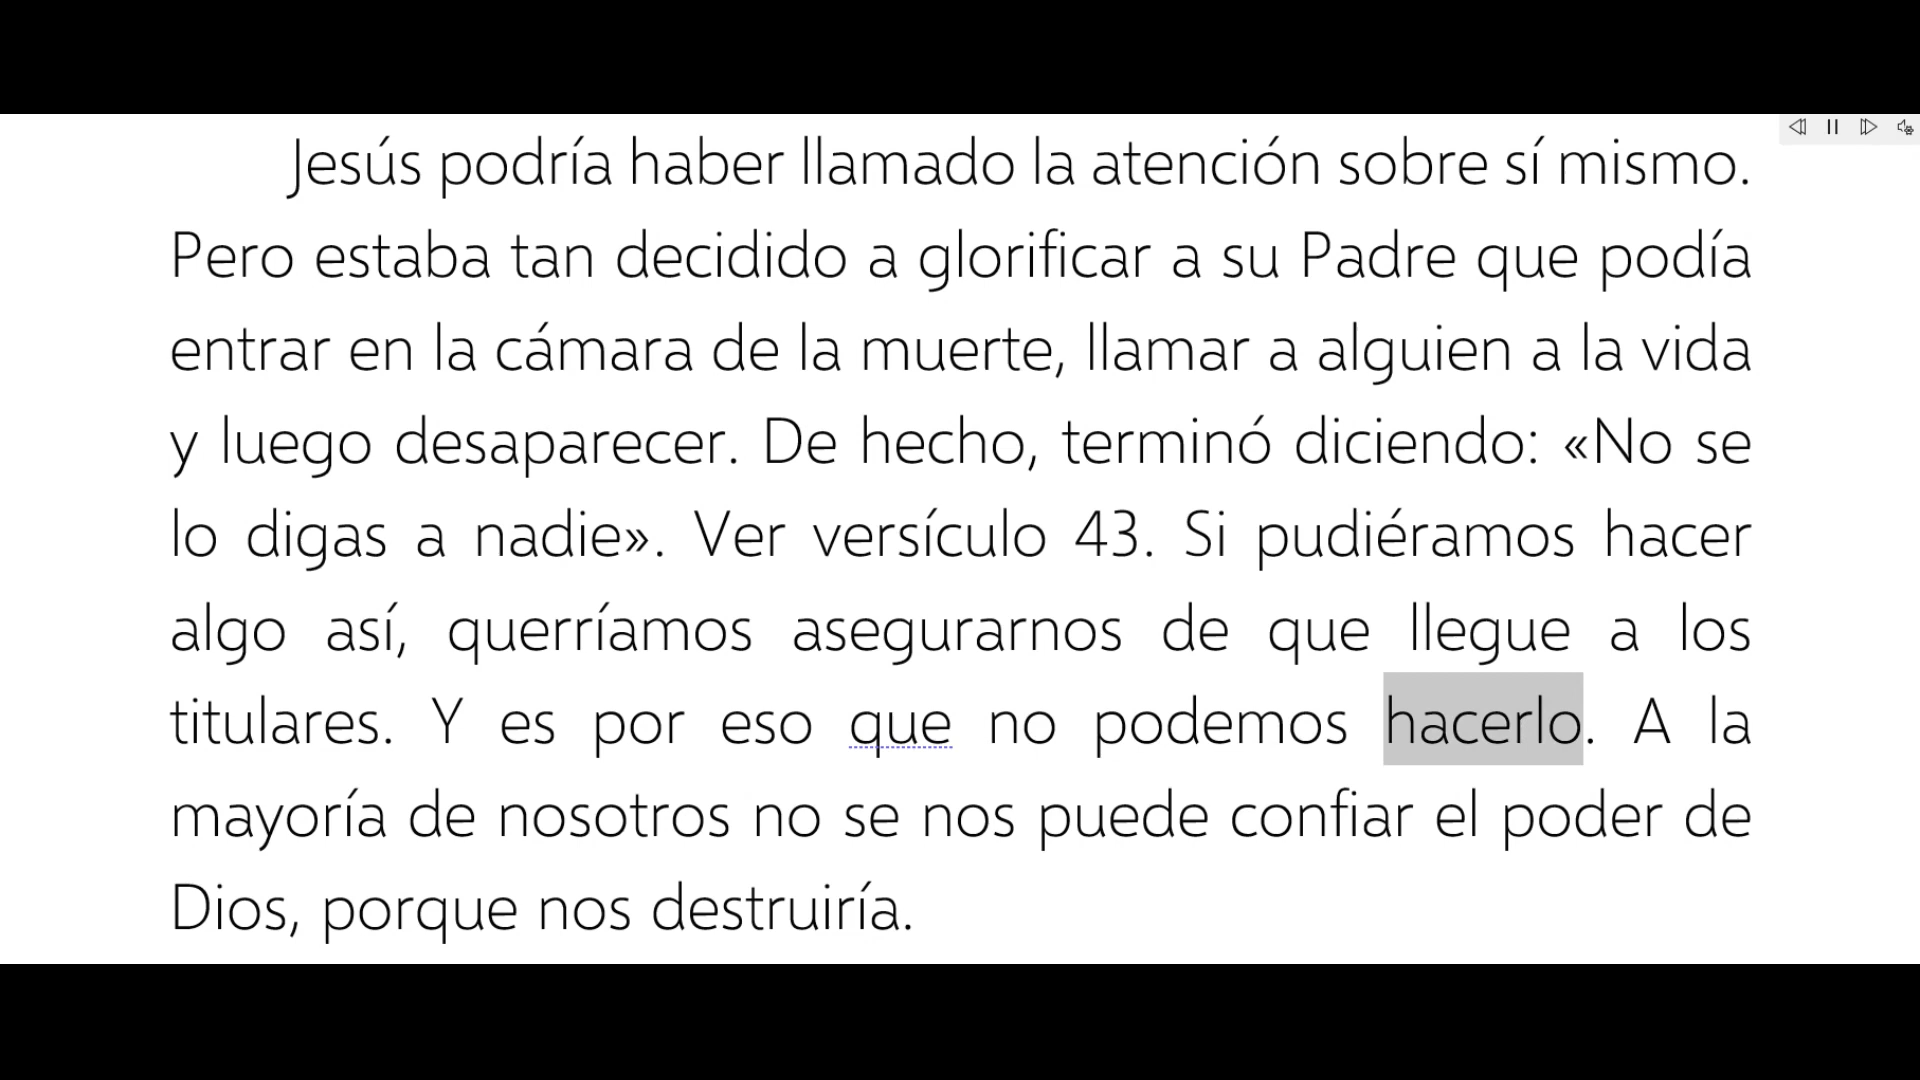 Jesús podría haber llamado la atención sobre sí mismo.
Pero estaba tan decidido a glorificar a su Padre que podía
entrar en la cámara de la muerte, llamar a alguien a la vida
y luego desaparecer. De hecho, terminó diciendo: «No se
lo digas a nadie». Ver versículo 43. Si pudiéramos hacer
algo así, querríamos asegurarnos de que llegue a los
titulares. Y es por eso que no podemos hacerlo. A la
mayoría de nosotros no se nos puede confiar el poder de
Dios, porque nos destruiría.